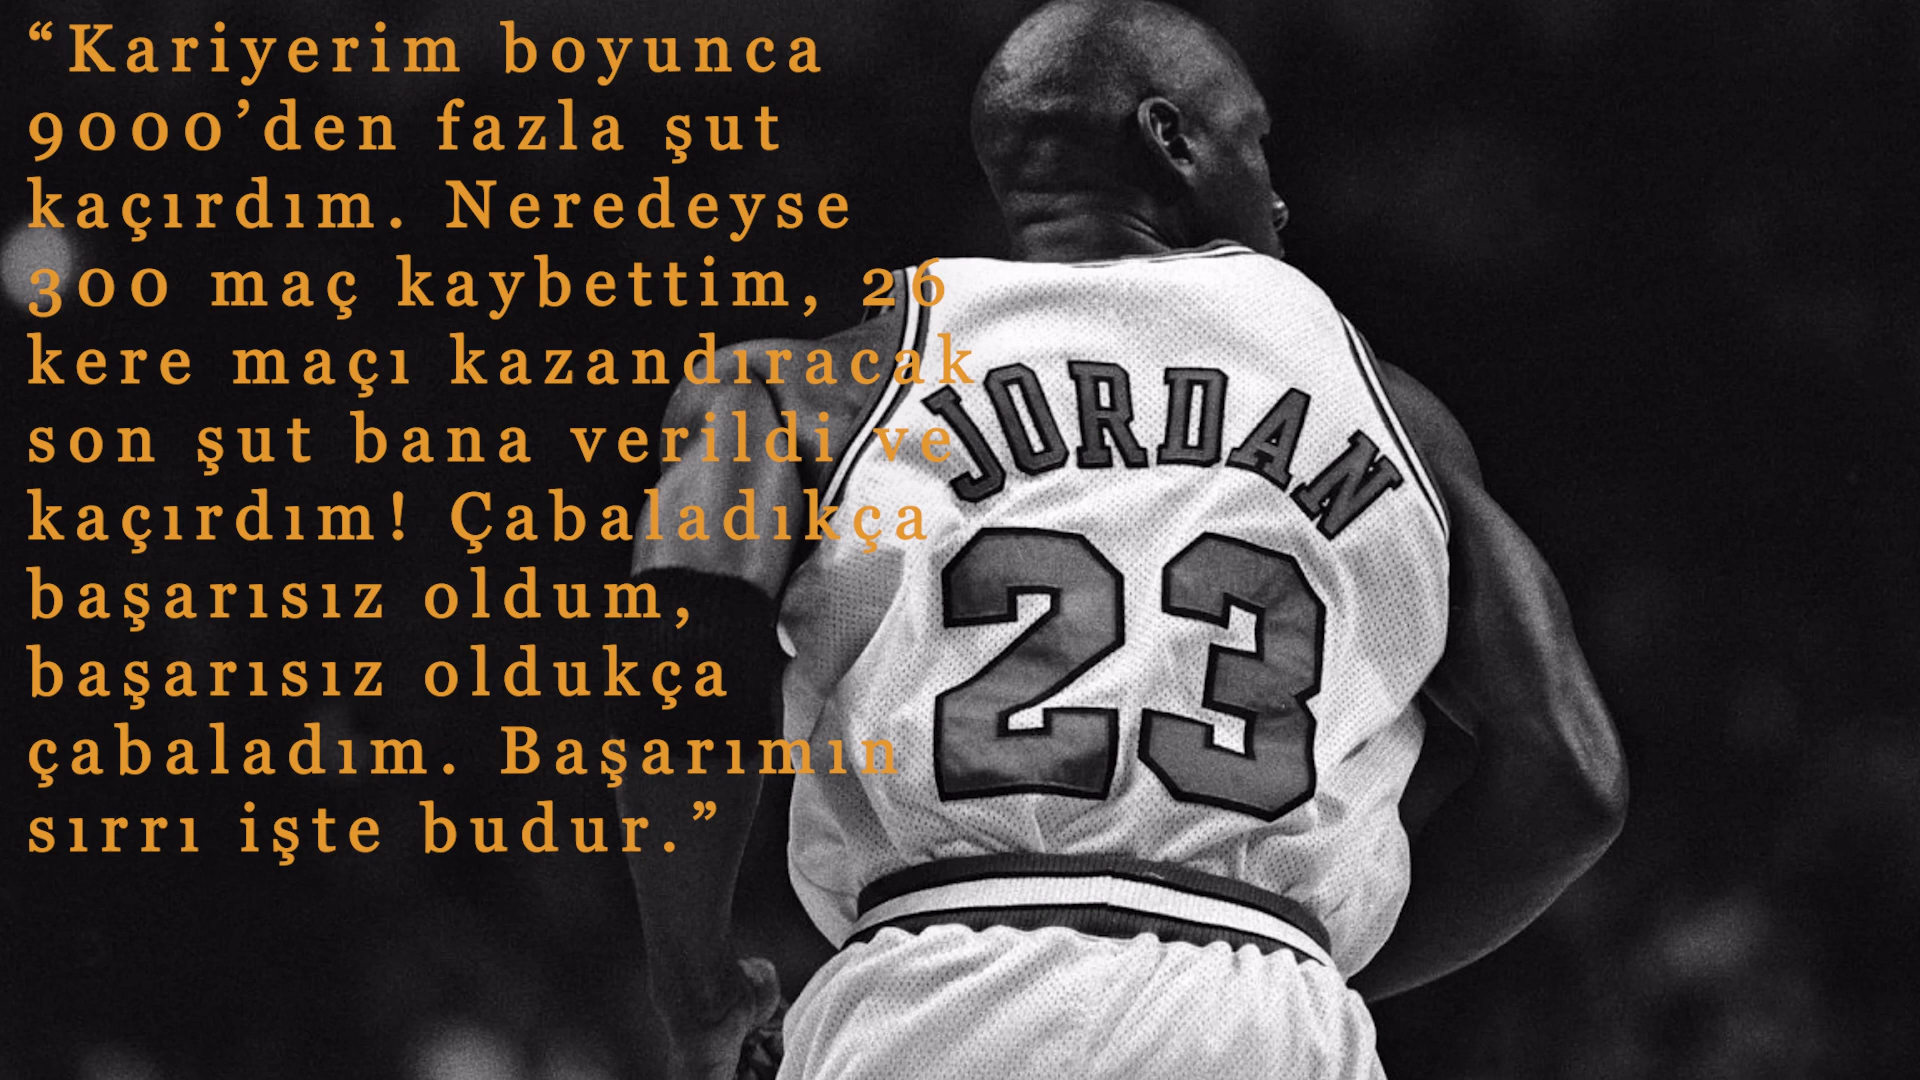 “Kariyerim boyunca
9000’den fazla şut
kaçırdım. Neredeyse
300 maç kaybettim, 26
kere maçı kazandıracak
son şut bana verildi ve
kaçırdım! Çabaladıkça
başarısız oldum,
başarısız oldukça
çabaladım. Başarımın
sırrı işte budur.”
JORDAN
23